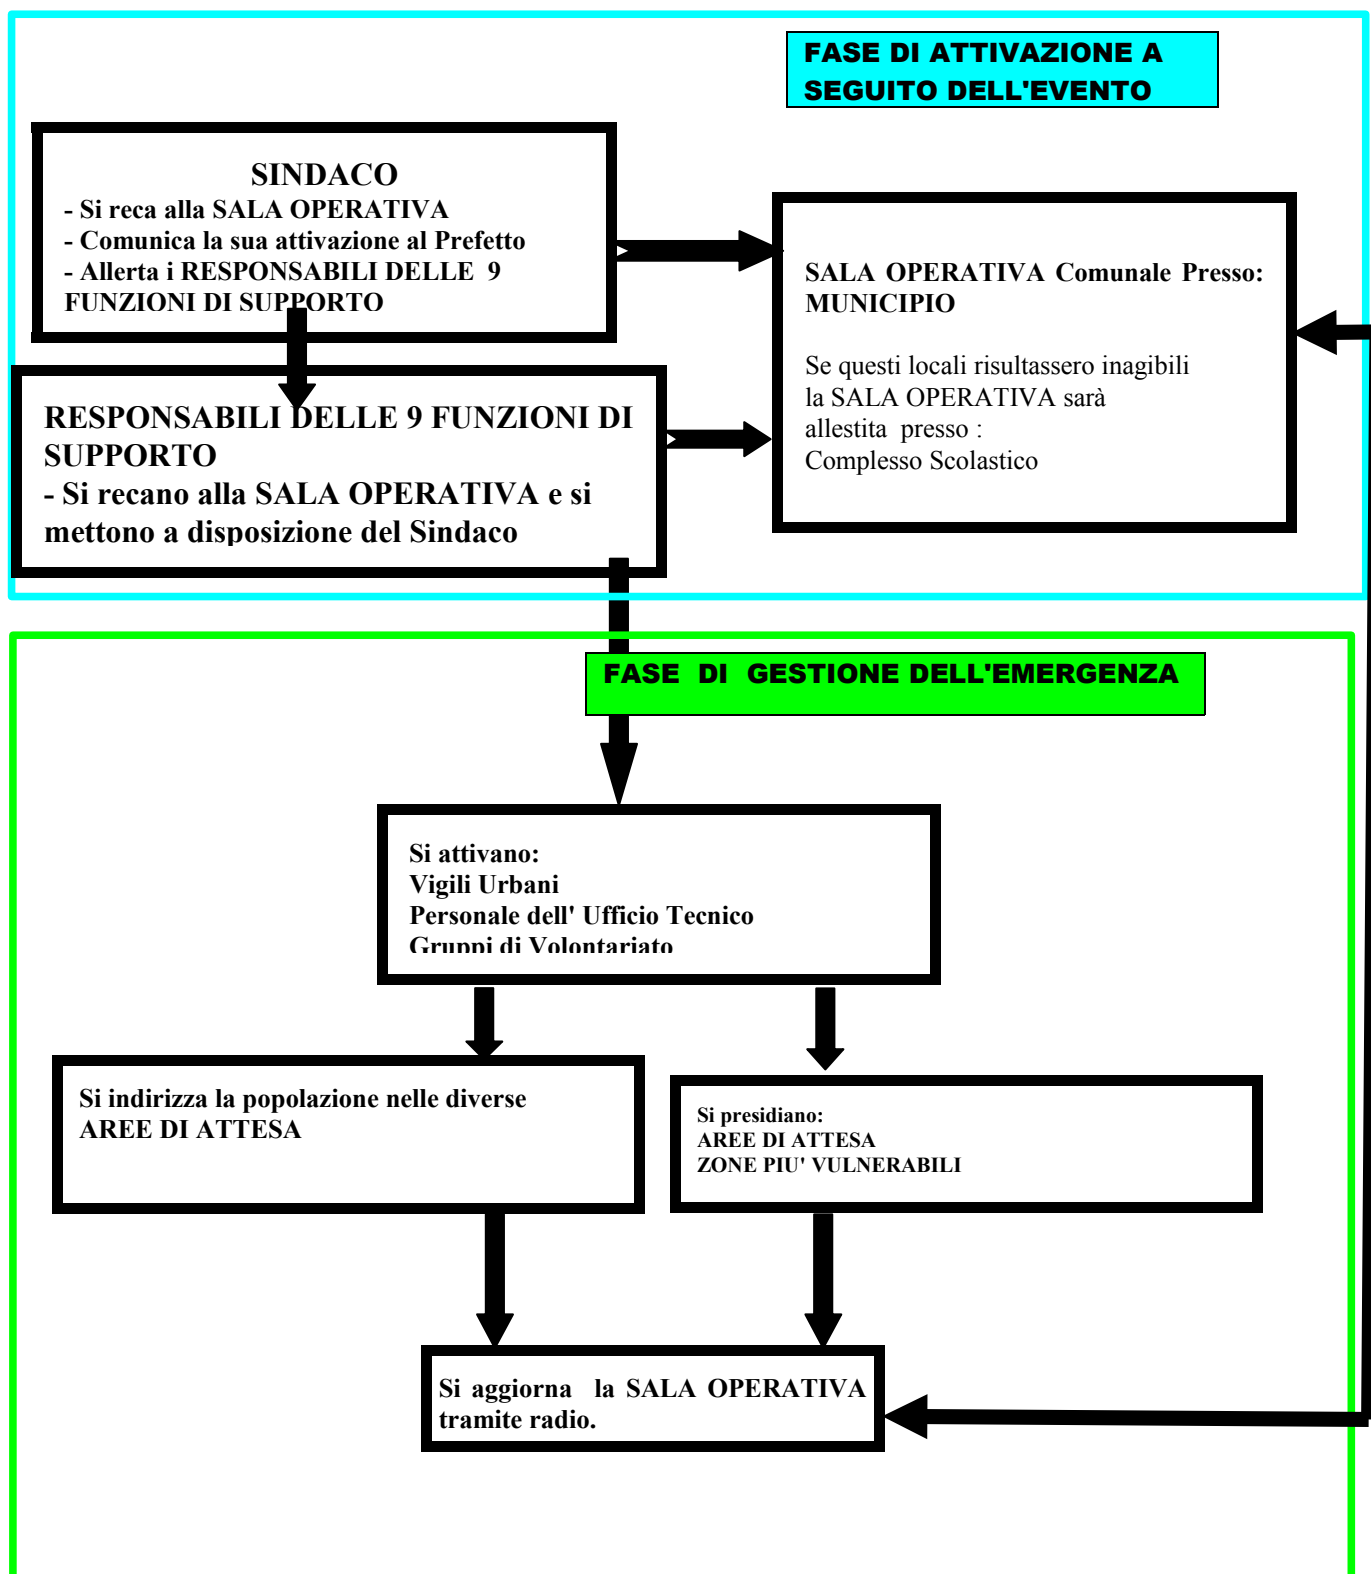 FASE DI ATTIVAZIONE A
SEGUITO DELL'EVENTO
SINDACO
- Si reca alla SALA OPERATIVA
- Comunica la sua attivazione al Prefetto
- Allerta i RESPONSABILI DELLE 9
FUNZIONI DI SUPPORTO
SALA OPERATIVA Comunale Presso:
MUNICIPIO
Se questi locali risultassero inagibili
la SALA OPERATIVA sarà
allestita presso :
Complesso Scolastico
RESPONSABILI DELLE 9 FUNZIONI DI
SUPPORTO
- Si recano alla SALA OPERATIVA e si
mettono a disposizione del Sindaco
FASE DI GESTIONE DELL'EMERGENZA
Si attivano:
Vigili Urbani
Personale dell' Ufficio Tecnico
Gruppi di Volontariato
Si indirizza la popolazione nelle diverse
AREE DI ATTESA
Si presidiano:
AREE DI ATTESA
ZONE PIU' VULNERABILI
Si aggiorna la SALA OPERATIVA
tramite radio.